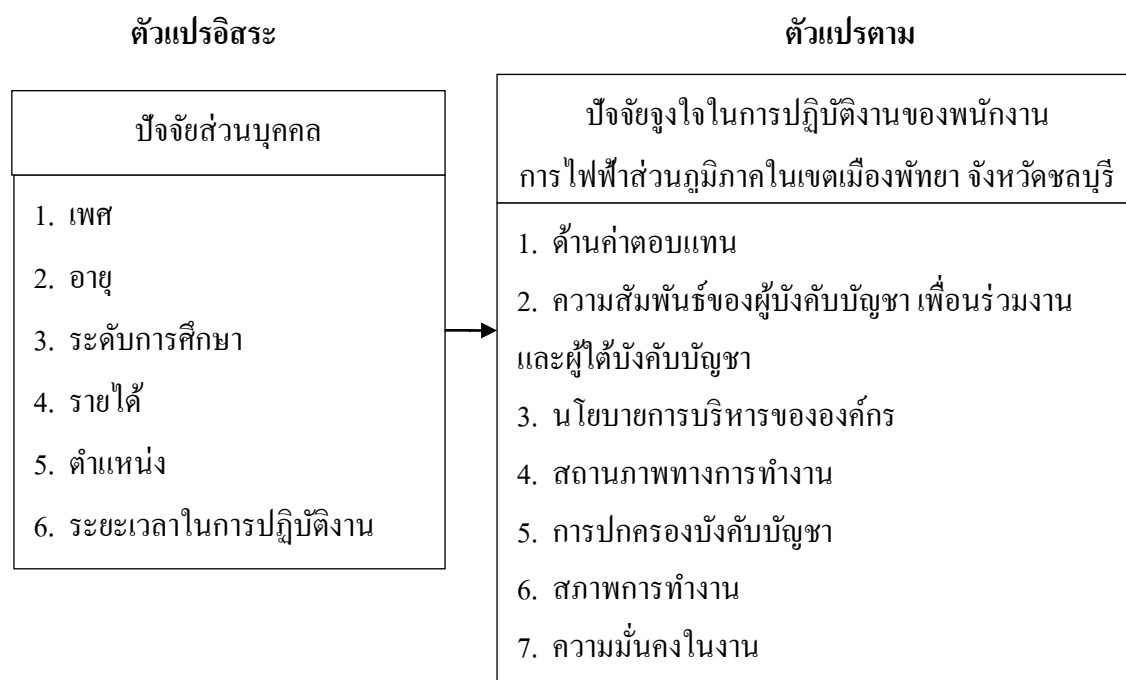 ตัวแปรอิสระ
ปัจจัยส่วนบุคคล
1. เพศ
2. อายุ
3. ระดับการศึกษา
4. รายได้
5. ตำแหน่ง
6. ระยะเวลาในการปฏิบัติงาน
ตัวแปรตาม
ปัจจัยจูงใจในการปฏิบัติงานของพนักงาน
การไฟฟ้าส่วนภูมิภาคในเขตเมืองพัทยา จังหวัดชลบุรี
1. ด้านค่าตอบแทน
2. ความสัมพันธ์ของผู้บังคับบัญชา เพื่อนร่วมงาน
และผู้ใต้บังคับบัญชา
3. นโยบายการบริหารขององค์กร
4. สถานภาพทางการทำงาน
5. การปกครองบังคับบัญชา
6. สภาพการทำงาน
7. ความมั่นคงในงาน